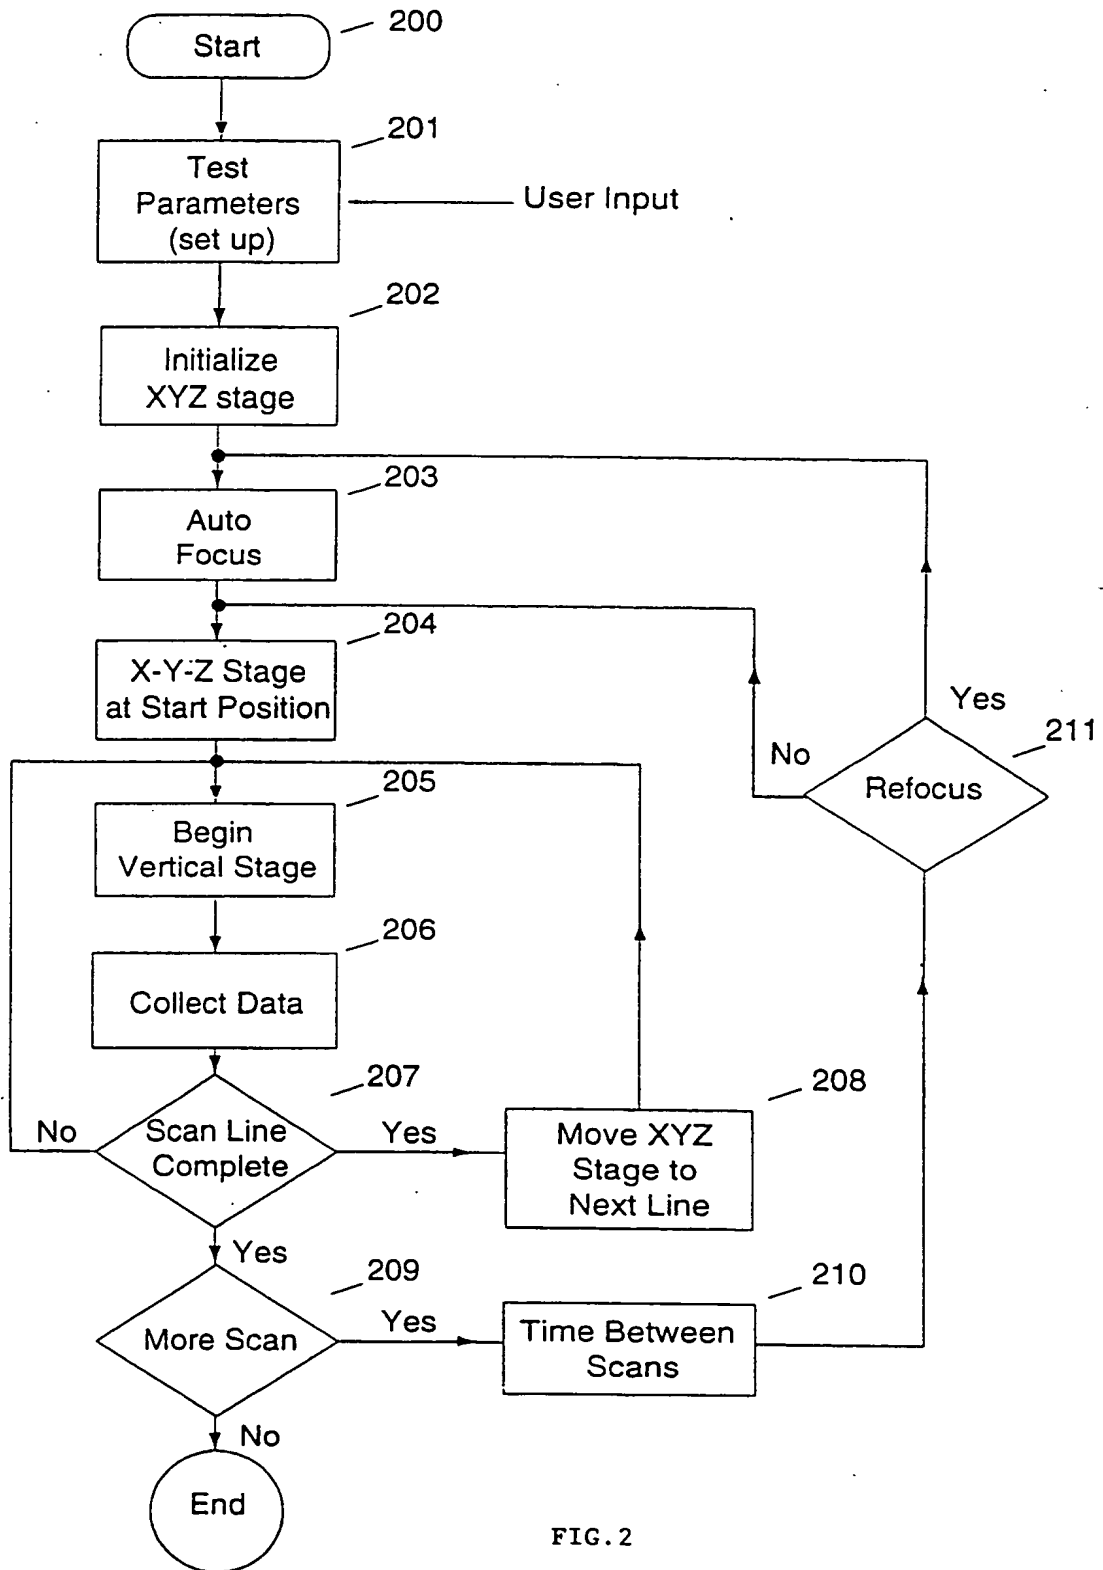 Start
200
201
Test
Parameters
(set up)
User Input
202
Initialize
XYZ stage
203
Auto
Focus
204
X-Y-Z Stage
at Start Position
Yes
211
No
Refocus
205
Begin
Vertical Stage
206
Collect Data
207
No
Scan Line
Complete
Yes
208
Move XYZ
Stage to
Next Line
Yes
209
More Scan
Yes
210
Time Between
Scans
No
End
FIG.2